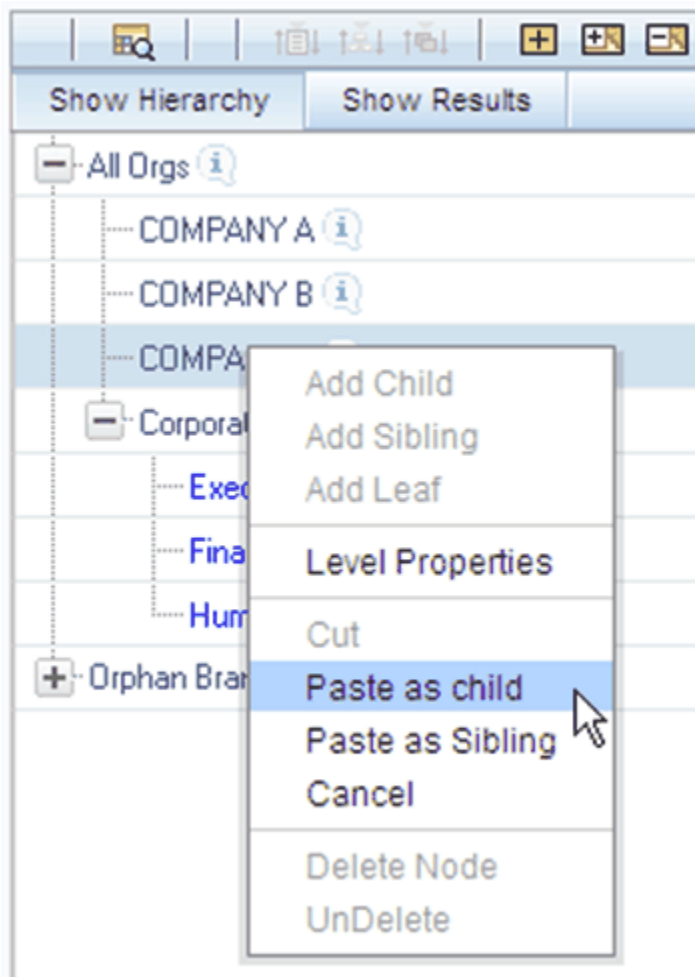 Show Hierarchy Show Results
All Orgs
COMPANY A
COMPANY B
Add Child
Add Sibling
Add Leaf
Level Properties
Cut
Paste as child
Paste as Sibling
Cancel
Delete Node
UnDelete
Orphan